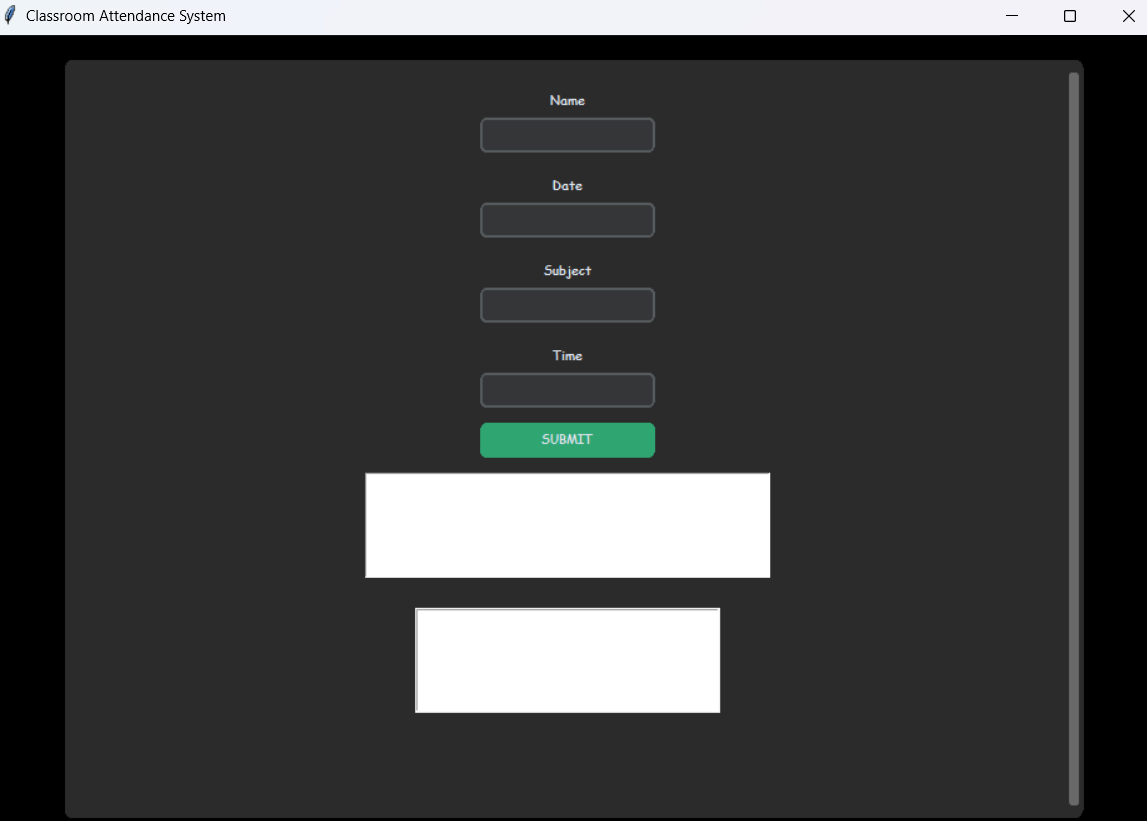 Classroom Attendance System
Name
Date
Subject
Time
SUBMIT